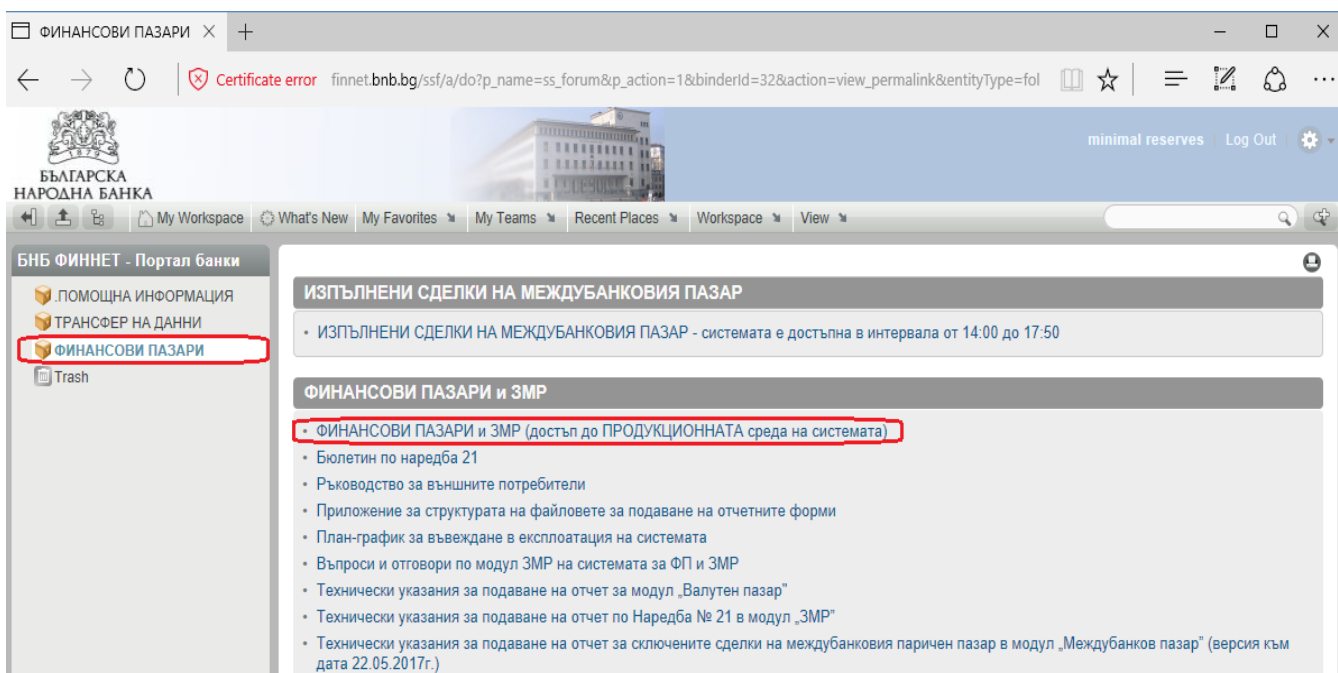 ФИНАНСОВИ ПАЗАРИ
Certificate error finnet.bnb.bg/ssf/a/do?p_name=ss_forum&p_action=1&binderId=32&action=view_permalink&entityType=fol
1879
БЪЛГАРСКА
НАРОДНА БАНКА
minimal reserves Log Out
My Workspace What's New My Favorites My Teams Recent Places Workspace View
БНБ ФИННЕТ - Портал банки
.ПОМОЩНА ИНФОРМАЦИЯ
ТРАНСФЕР НА ДАННИ
ФИНАНСОВИ ПАЗАРИ
Trash
ИЗПЪЛНЕНИ СДЕЛКИ НА МЕЖДУБАНКОВИЯ ПАЗАР
• ИЗПЪЛНЕНИ СДЕЛКИ НА МЕЖДУБАНКОВИЯ ПАЗАР - системата е достъпна в интервала от 14:00 до 17:50
ФИНАНСОВИ ПАЗАРИ и ЗМР
• ФИНАНСОВИ ПАЗАРИ и ЗМР (достъп до ПРОДУКЦИОННАТА среда на системата)
• Бюлетин по наредба 21
• Ръководство за външните потребители
• Приложение за структурата на файловете за подаване на отчетните форми
• План-график за въвеждане в експлоатация на системата
• Въпроси и отговори по модул ЗМР на системата за ФП и ЗМР
• Технически указания за подаване на отчет за модул „Валутен пазар"
• Технически указания за подаване на отчет по Наредба № 21 в модул „ЗМР"
• Технически указания за подаване на отчет за сключените сделки на междубанковия паричен пазар в модул „Междубанков пазар" (версия към
дата 22.05.2017г.)